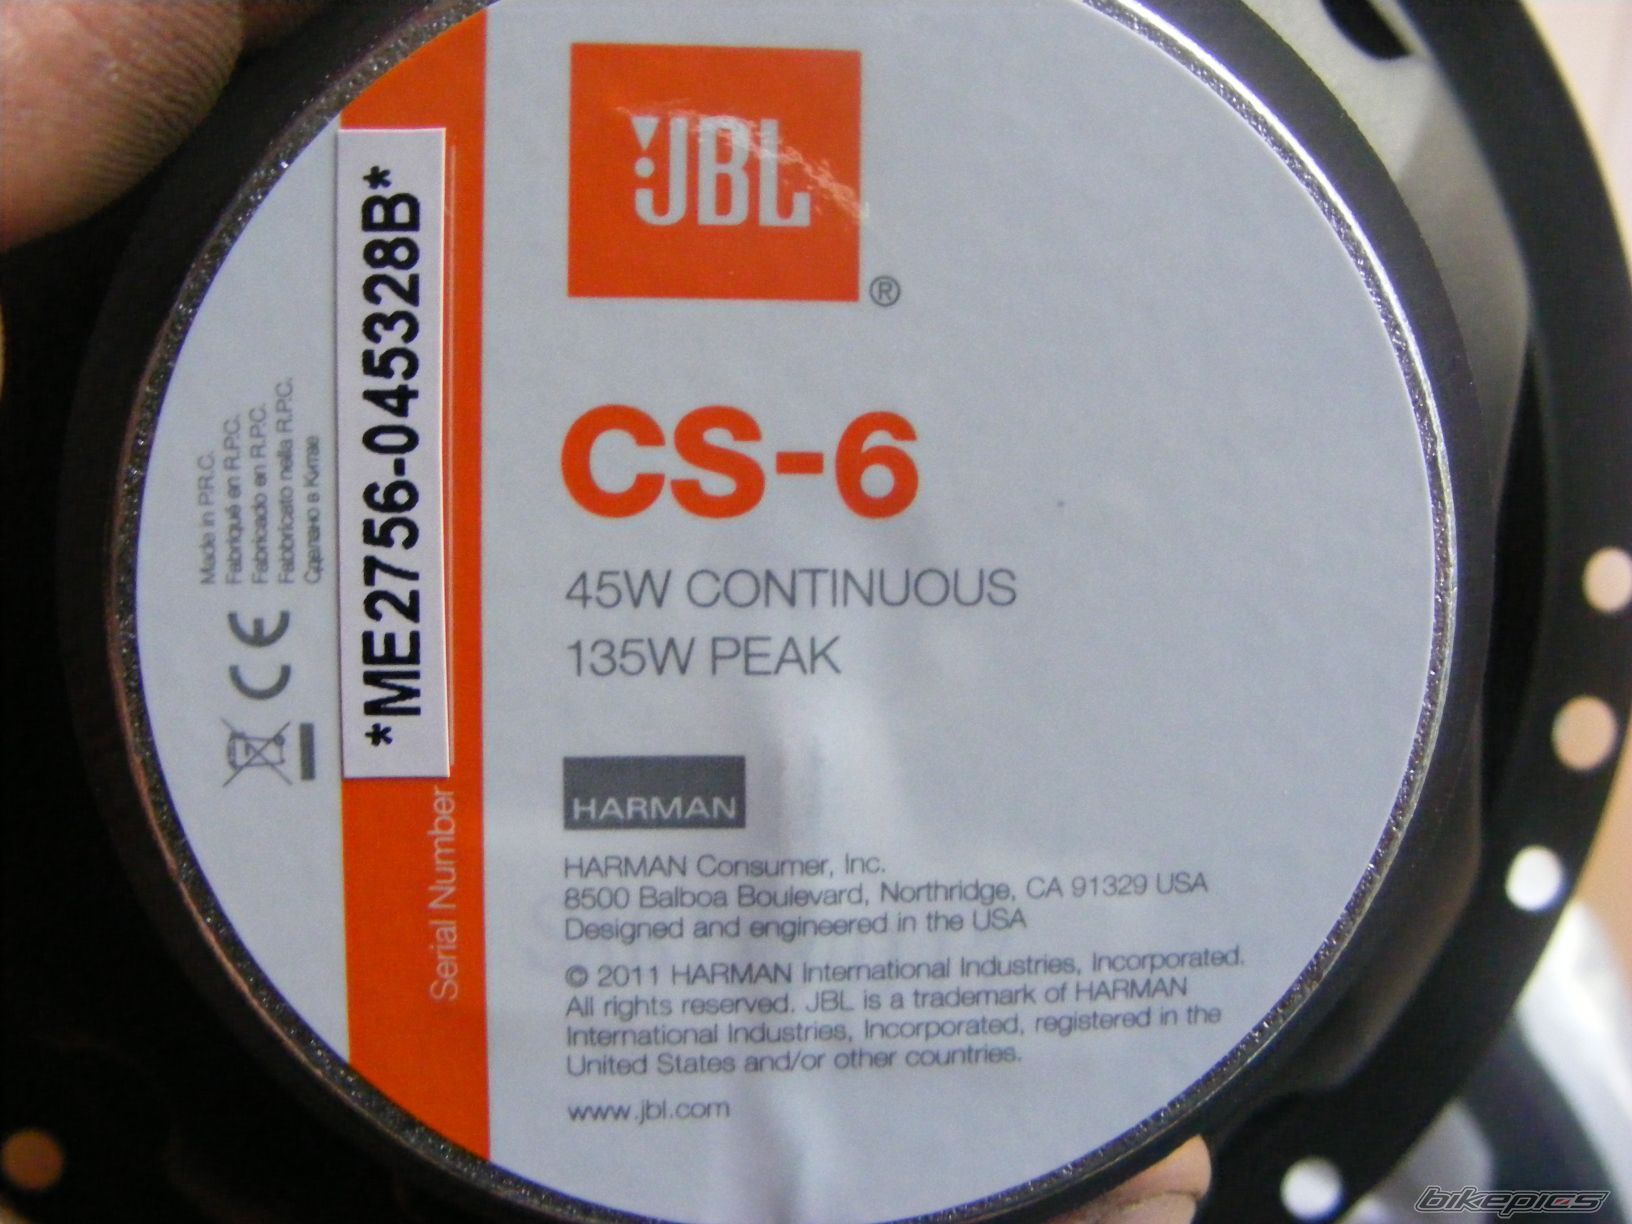 JBL
®
CS-6
45W CONTINUOUS
135W PEAK
HARMAN
HARMAN Consumer, Inc.
8500 Balboa Boulevard, Northridge, CA 91329 USA
Designed and engineered in the USA
© 2011 HARMAN International Industries, Incorporated.
All rights reserved. JBL is a trademark of HARMAN
International Industries, Incorporated, registered in the
United States and/or other countries.
www.jbl.com
Serial Number
*ME2756-045328B*
CE
Made in P.R.C.
Fabriqué en R.P.C.
Fabricado en R.P.C.
Fabbricato nella R.P.C.
Сделано в Китае
bikepics